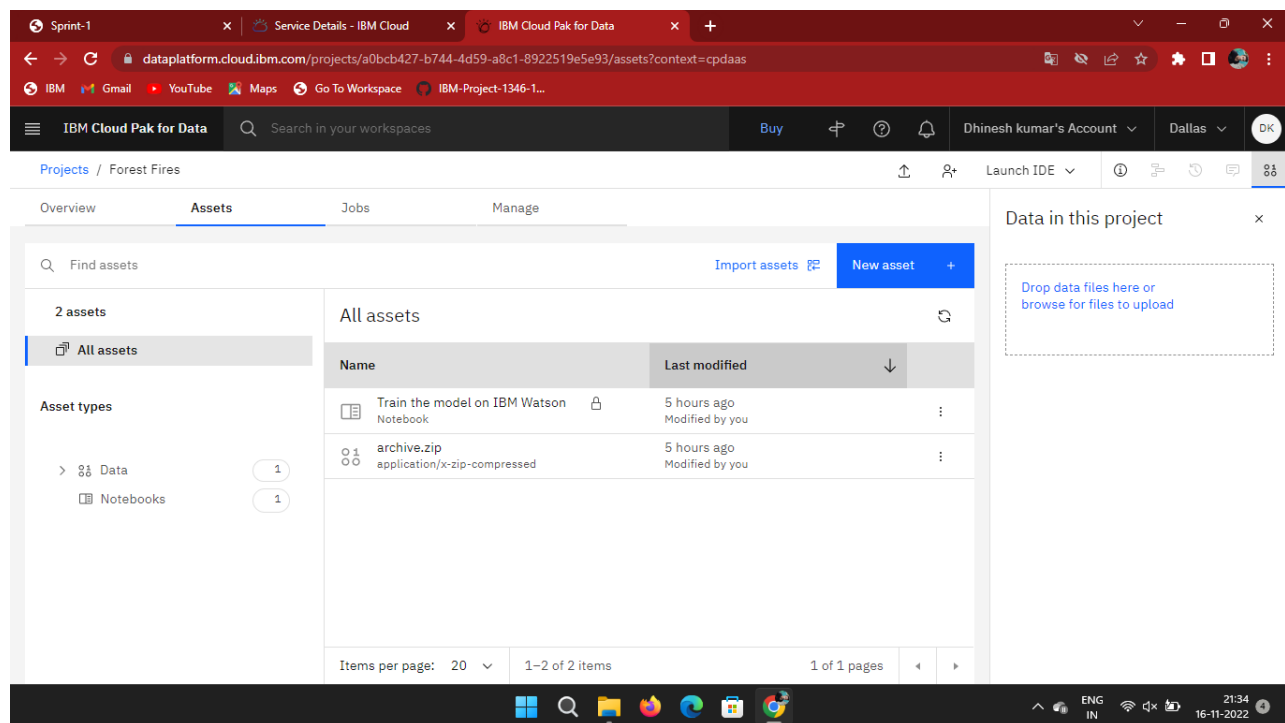 Sprint-1
Service Details - IBM Cloud
IBM Cloud Pak for Data
dataplatform.cloud.ibm.com/projects/a0bcb427-b744-4d59-a8c1-8922519e5e93/assets?context=cpdaas
IBM Gmail YouTube Maps Go To Workspace IBM-Project-1346-1...
IBM Cloud Pak for Data Search in your workspaces Buy Dhinesh kumar's Account Dallas DK
Projects / Forest Fires Launch IDE
Overview Assets Jobs Manage
Data in this project
Find assets Import assets New asset +
Drop data files here or
browse for files to upload
2 assets
All assets
Asset types
Data 1
Notebooks 1
All assets
Name Last modified
Train the model on IBM Watson 5 hours ago
Notebook Modified by you
archive.zip 5 hours ago
application/x-zip-compressed Modified by you
Items per page: 20 1–2 of 2 items 1 of 1 pages
ENG 21:34
IN 16-11-2022 4